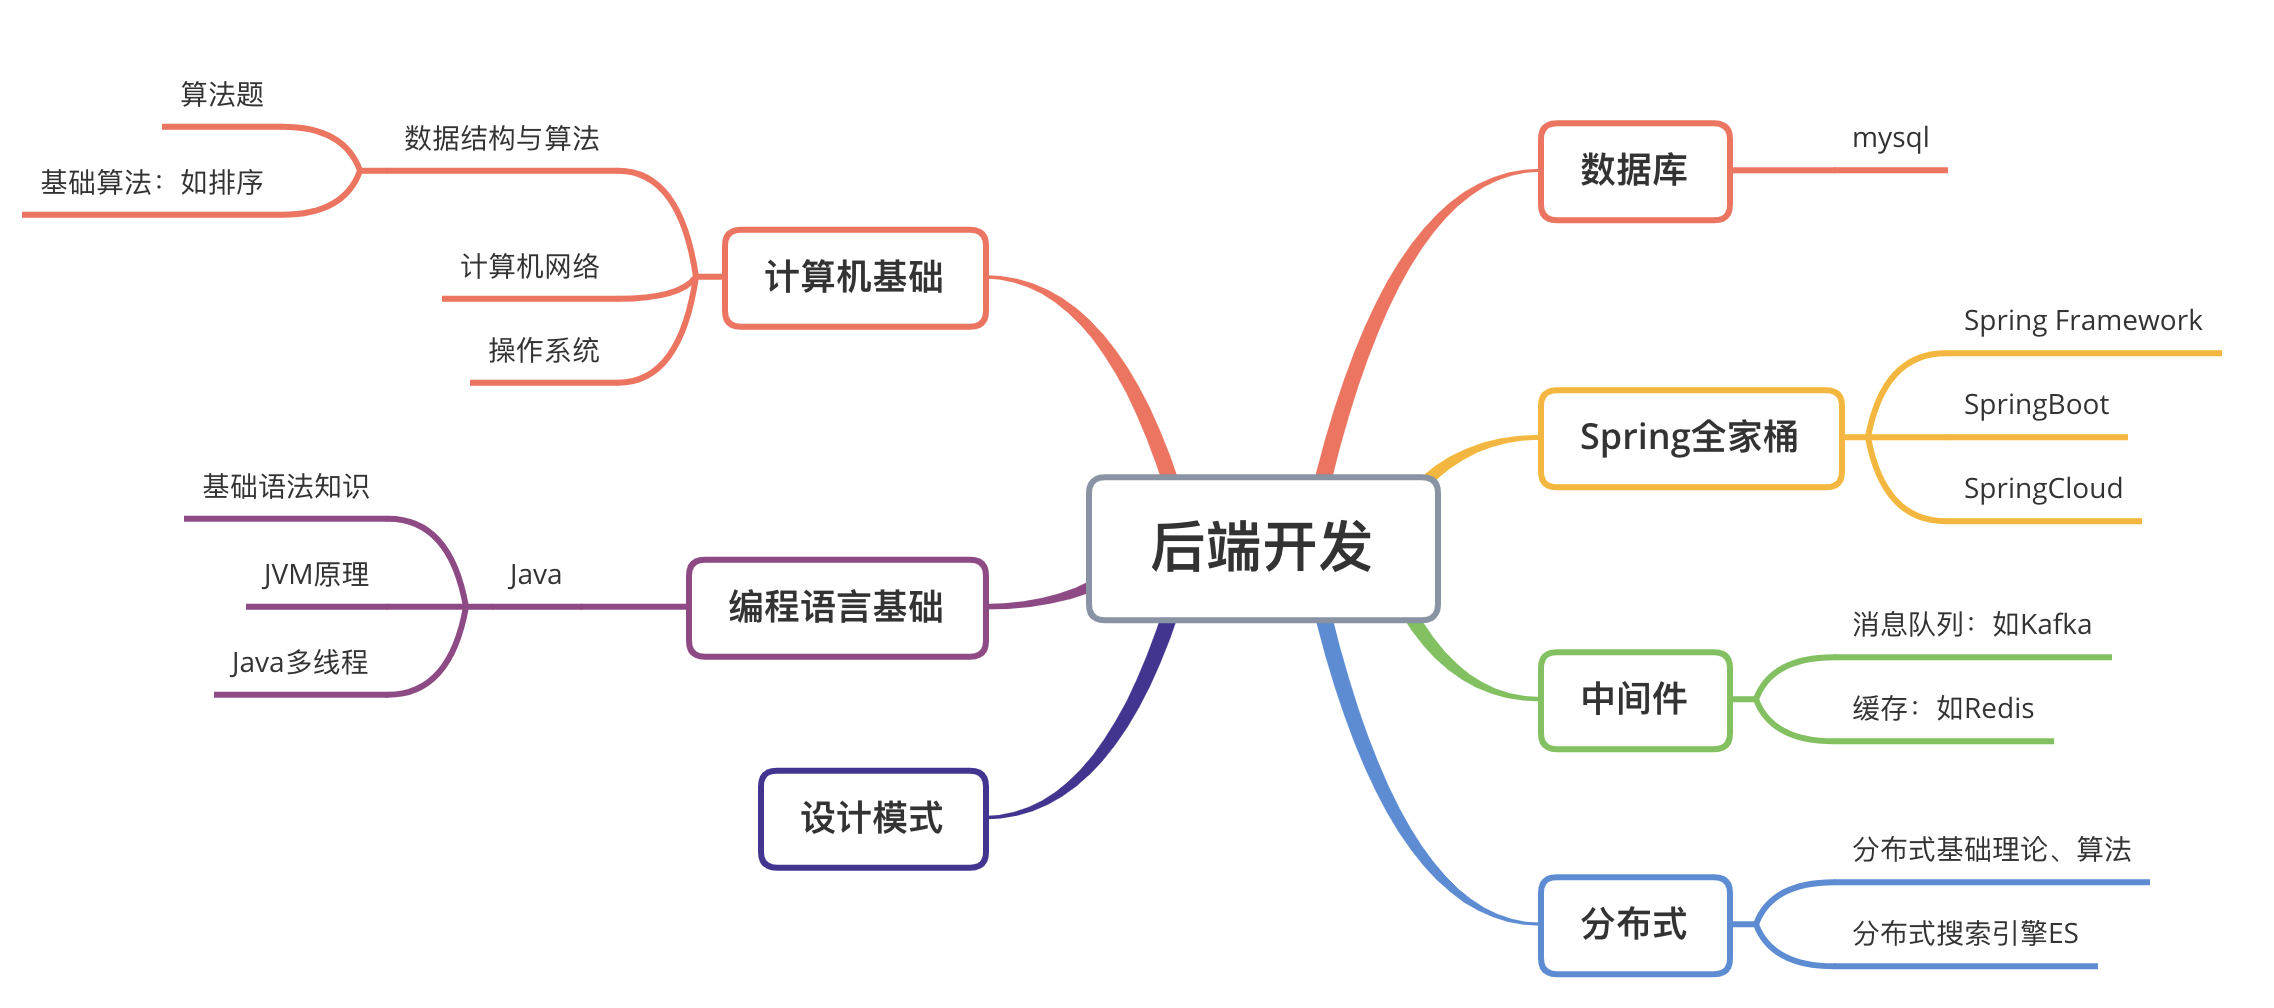 后端开发
计算机基础
数据结构与算法
算法题
基础算法：如排序
计算机网络
操作系统
编程语言基础
Java
基础语法知识
JVM原理
Java多线程
设计模式
数据库
mysql
Spring全家桶
Spring Framework
SpringBoot
SpringCloud
中间件
消息队列：如Kafka
缓存：如Redis
分布式
分布式基础理论、算法
分布式搜索引擎ES